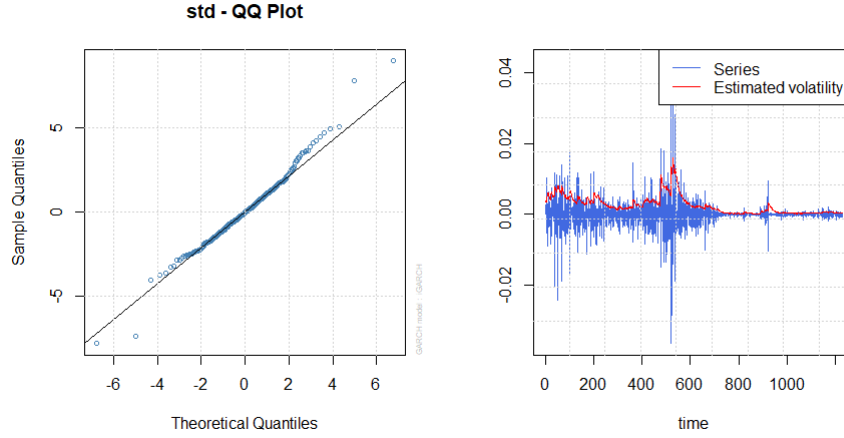 std - QQ Plot
Sample Quantiles
5
0
-5
-6 -4 -2 0 2 4 6
Theoretical Quantiles
GARCH model : sGARCH
Series
Estimated volatility
0.04
0.02
0.00
-0.02
0 200 400 600 800 1000
time